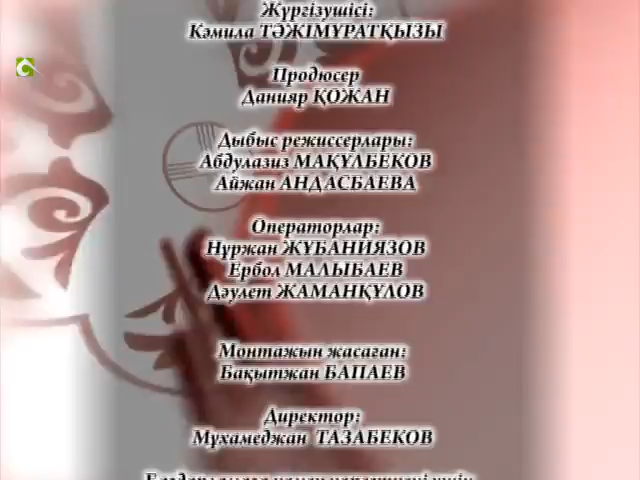 Жүргізушісі:
Кәмила ТӘЖІМҰРАТҚЫЗЫ
Продюсер
Данияр ҚОЖАН
Дыбыс режиссерлары:
Абдулазиз МАҚҰЛБЕКОВ
Айжан АНДАСБАЕВА
Операторлар:
Нұржан ЖҰБАНИЯЗОВ
Ербол МАЛЫБАЕВ
Дәулет ЖАМАНҚҰЛОВ
Монтажын жасаған:
Бақытжан БАПАЕВ
Директор:
Мұхамеджан ТАЗАБЕКОВ